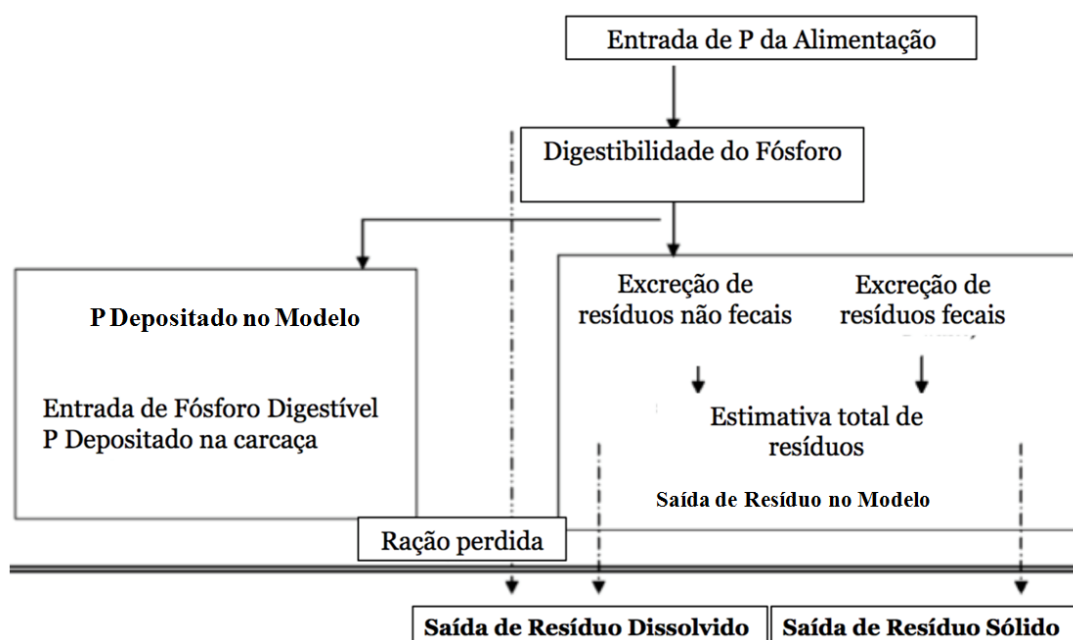 Entrada de P da Alimentação
Digestibilidade do Fósforo
P Depositado no Modelo
Entrada de Fósforo Digestível
P Depositado na carcaça
Excreção de
resíduos não fecais
Excreção de
resíduos fecais
Estimativa total de
resíduos
Saída de Resíduo no Modelo
Ração perdida
Saída de Resíduo Dissolvido
Saída de Resíduo Sólido